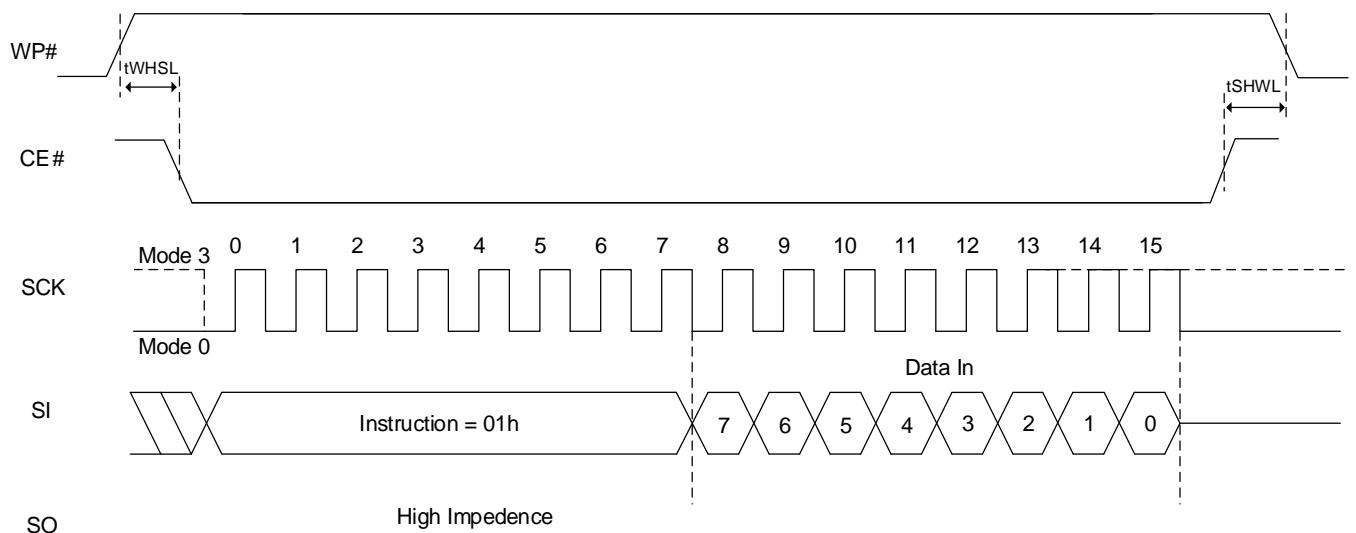 WP#
tWHSL
tSHWL
CE#
0 1 2 3 4 5 6 7 8 9 10 11 12 13 14 15
Mode 3
SCK
Mode 0
Data In
SI
Instruction = 01h
7 6 5 4 3 2 1 0
High Impedence
SO